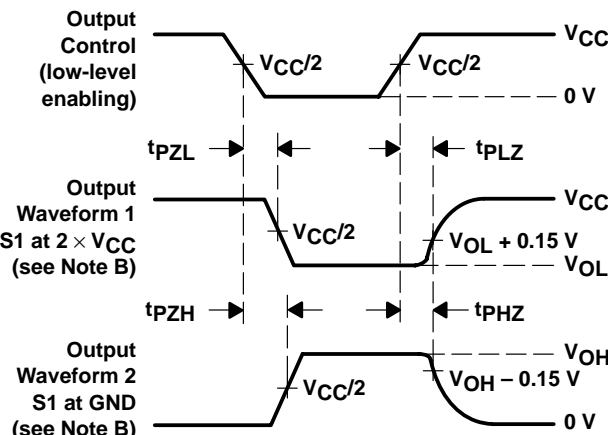 Output
Control
(low-level
enabling)
VCC/2
VCC/2
VCC
0 V
tPZL
tPLZ
Output
Waveform 1
S1 at 2 × VCC
(see Note B)
VCC/2
VCC
VOL + 0.15 V
VOL
tPZH
tPHZ
Output
Waveform 2
S1 at GND
(see Note B)
VCC/2
VOH
VOH – 0.15 V
0 V